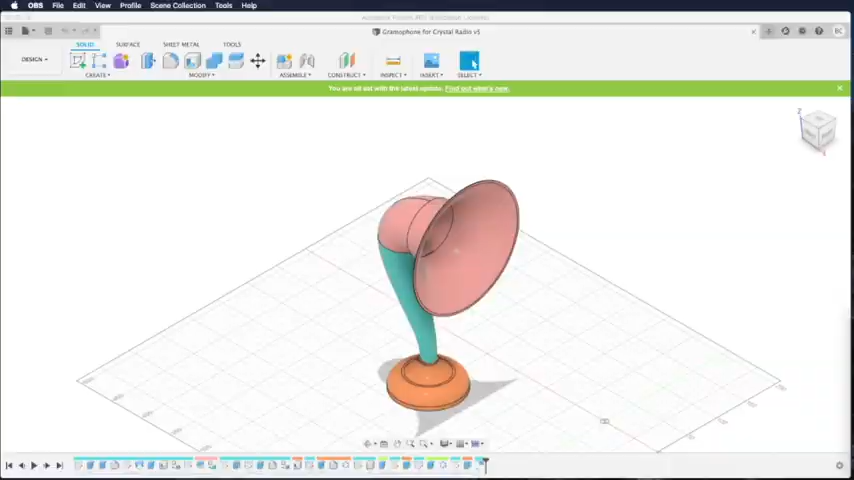 OBS File Edit View Profile Scene Collection Tools Help
Gramophone for Crystal Radio v5
SOLID SURFACE SHEET METAL TOOLS
DESIGN
CREATE MODIFY ASSEMBLE CONSTRUCT INSPECT INSERT SELECT
You are all set with the latest update. Find out what's new.
Z